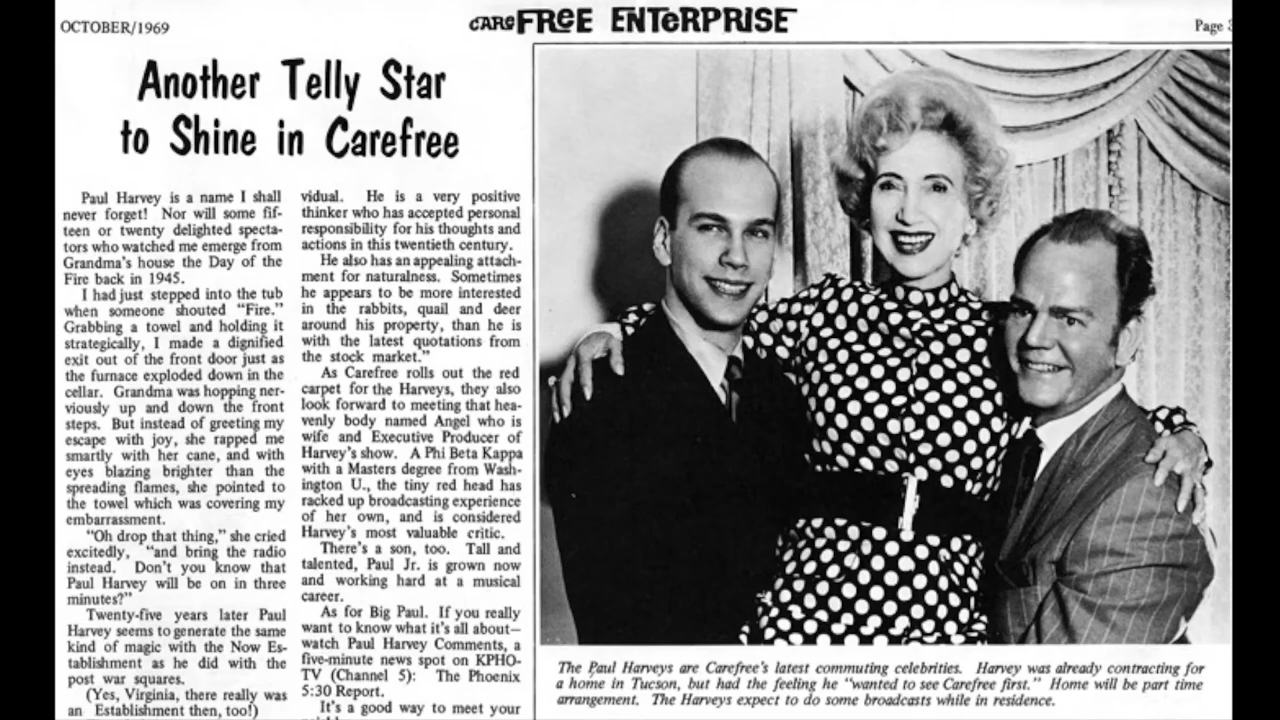 OCTOBER/1969
CAREFREE ENTERPRISE
Page
Another Telly Star
to Shine in Carefree
Paul Harvey is a name I shall
never forget! Nor will some fif-
teen or twenty delighted specta-
tors who watched me emerge from
Grandma's house the Day of the
Fire back in 1945.
I had just stepped into the tub
when someone shouted "Fire."
Grabbing a towel and holding it
strategically, I made a dignified
exit out of the front door just as
the furnace exploded down in the
cellar. Grandma was hopping ner-
viously up and down the front
steps. But instead of greeting my
escape with joy, she rapped me
smartly with her cane, and with
eyes blazing brighter than the
spreading flames, she pointed to
the towel which was covering my
embarrassment.
"Oh drop that thing," she cried
excitedly, "and bring the radio
instead. Don't you know that
Paul Harvey will be on in three
minutes?"
Twenty-five years later Paul
Harvey seems to generate the same
kind of magic with the Now Es-
tablishment as he did with the
post war squares.
(Yes, Virginia, there really was
an Establishment then, too!)
vidual. He is a very positive
thinker who has accepted personal
responsibility for his thoughts and
actions in this twentieth century.
He also has an appealing attach-
ment for naturalness. Sometimes
he appears to be more interested
in the rabbits, quail and deer
around his property, than he is
with the latest quotations from
the stock market."
As Carefree rolls out the red
carpet for the Harveys, they also
look forward to meeting that hea-
venly body named Angel who is
wife and Executive Producer of
Harvey's show. A Phi Beta Kappa
with a Masters degree from Wash-
ington U., the tiny red head has
racked up broadcasting experience
of her own, and is considered
Harvey's most valuable critic.
There's a son, too. Tall and
talented, Paul Jr. is grown now
and working hard at a musical
career.
As for Big Paul. If you really
want to know what it's all about—
watch Paul Harvey Comments, a
five-minute news spot on KPHO-
TV (Channel 5): The Phoenix
5:30 Report.
It's a good way to meet your
The Paul Harveys are Carefree's latest commuting celebrities. Harvey was already contracting for
a home in Tucson, but had the feeling he "wanted to see Carefree first." Home will be part time
arrangement. The Harveys expect to do some broadcasts while in residence.